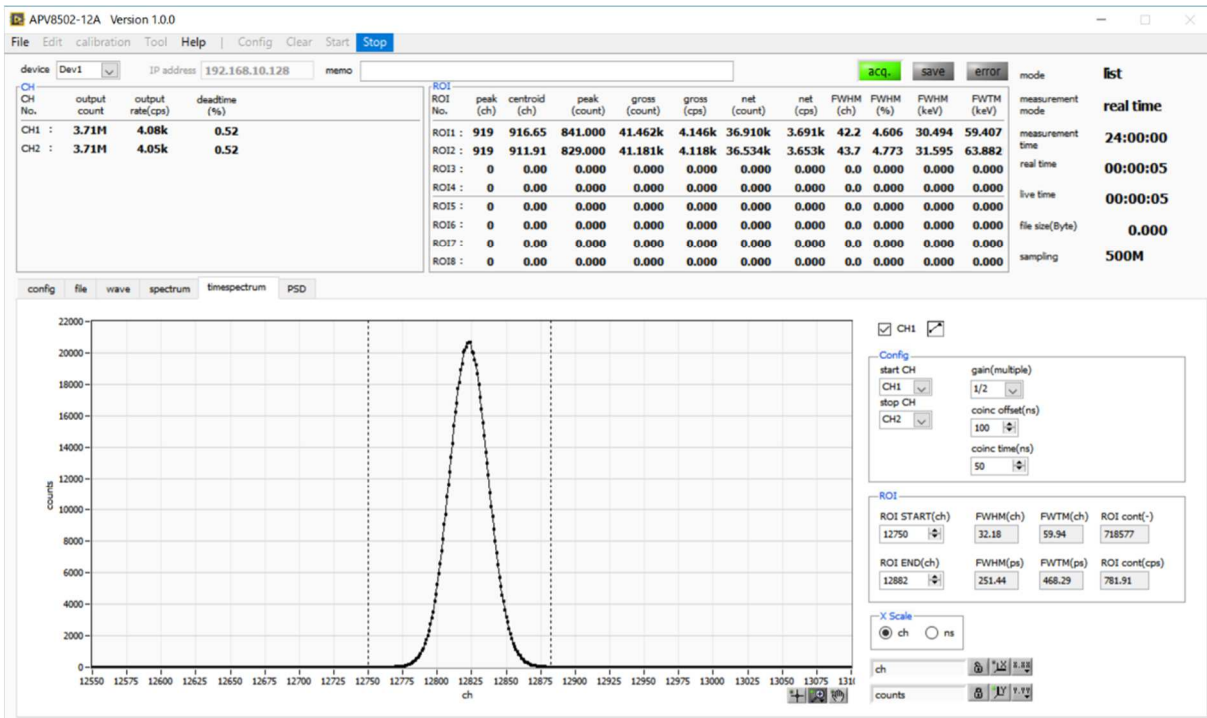 APV8502-12A Version 1.0.0
File Edit calibration Tool Help | Config Clear Start Stop
device Dev1 IP address 192.168.10.128 memo acq. save error mode list
CH
CH No. output count output rate(cps) deadtime (%)
CH1 : 3.71M 4.08k 0.52
CH2 : 3.71M 4.05k 0.52
ROI
ROI No. peak (ch) centroid (ch) peak (count) gross (count) gross (cps) net (count) net (cps) FWHM (ch) FWHM (%) FWHM (keV) FWTM (keV)
ROI1 : 919 916.65 841.000 41.462k 4.146k 36.910k 3.691k 42.2 4.606 30.494 59.407
ROI2 : 919 911.91 829.000 41.181k 4.118k 36.534k 3.653k 43.7 4.773 31.595 63.882
ROI3 : 0 0.00 0.000 0.000 0.000 0.000 0.000 0.0 0.000 0.000 0.000
ROI4 : 0 0.00 0.000 0.000 0.000 0.000 0.000 0.0 0.000 0.000 0.000
ROI5 : 0 0.00 0.000 0.000 0.000 0.000 0.000 0.0 0.000 0.000 0.000
ROI6 : 0 0.00 0.000 0.000 0.000 0.000 0.000 0.0 0.000 0.000 0.000
ROI7 : 0 0.00 0.000 0.000 0.000 0.000 0.000 0.0 0.000 0.000 0.000
ROI8 : 0 0.00 0.000 0.000 0.000 0.000 0.000 0.0 0.000 0.000 0.000
measurement mode real time
measurement time 24:00:00
real time 00:00:05
live time 00:00:05
file size(Byte) 0.000
sampling 500M
config file wave spectrum timespectrum PSD
counts
22000
20000
18000
16000
14000
12000
10000
8000
6000
4000
2000
0
12550 12575 12600 12625 12650 12675 12700 12725 12750 12775 12800 12825 12850 12875 12900 12925 12950 12975 13000 13025 13050 13075 1310
ch
CH1
Config
start CH gain(multiple)
CH1 1/2
stop CH coinc offset(ns)
CH2 100
coinc time(ns)
50
ROI
ROI START(ch) FWHM(ch) FWTM(ch) ROI cont(-)
12750 32.18 59.94 718577
ROI END(ch) FWHM(ps) FWTM(ps) ROI cont(cps)
12882 251.44 468.29 781.91
X Scale
ch ns
ch
counts